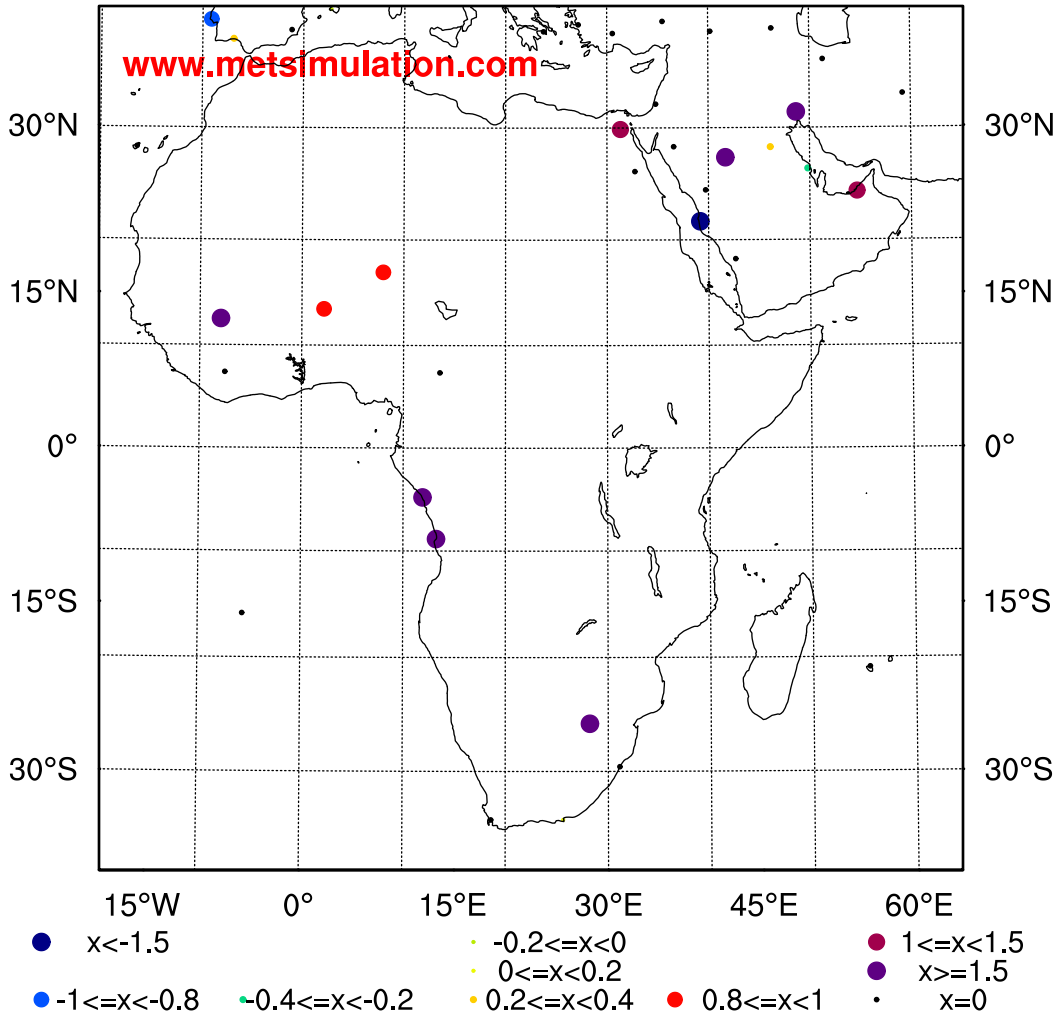 www.metsimulation.com
30°N 30°N
15°N 15°N
0° 0°
15°S 15°S
30°S 30°S
15°W 0° 15°E 30°E 45°E 60°E
x<-1.5 -0.2<=x<0 1<=x<1.5
0<=x<0.2 x>=1.5
-1<=x<-0.8 -0.4<=x<-0.2 0.2<=x<0.4 0.8<=x<1 x=0